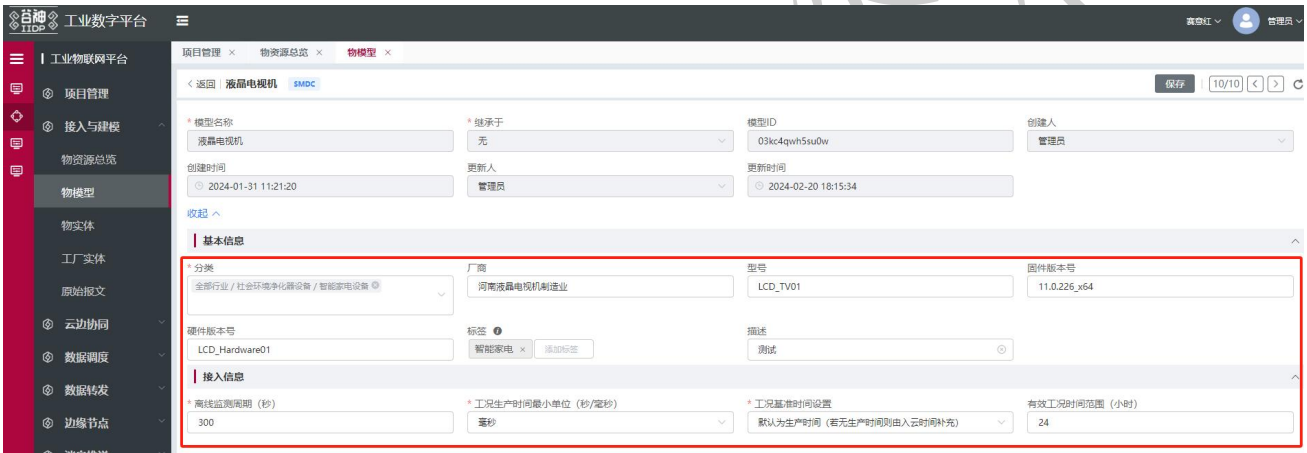 谷神 IIDP 工业数字平台 赛意红 管理员
工业物联网平台 项目管理 × 物资源总览 × 物模型 ×
<返回 液晶电视机 SMDC 保存 10/10 < >
项目管理
接入与建模
物资源总览
物模型
物实体
工厂实体
原始报文
云边协同
数据调度
数据转发
边缘节点
* 模型名称 * 继承于 模型ID 创建人
液晶电视机 无 03kc4qwh5su0w 管理员
创建时间 更新人 更新时间
2024-01-31 11:21:20 管理员 2024-02-20 18:15:34
收起
基本信息
* 分类 厂商 型号 固件版本号
全部行业 / 社会环境净化器设备 / 智能家电设备 河南液晶电视机制造业 LCD_TV01 11.0.226_x64
硬件版本号 标签 描述
LCD_Hardware01 智能家电 × 添加标签 测试
接入信息
* 离线监测周期（秒） * 工况生产时间最小单位（秒/毫秒） * 工况基准时间设置 有效工况时间范围（小时）
300 毫秒 默认为生产时间（若无生产时间则由入云时间补充） 24